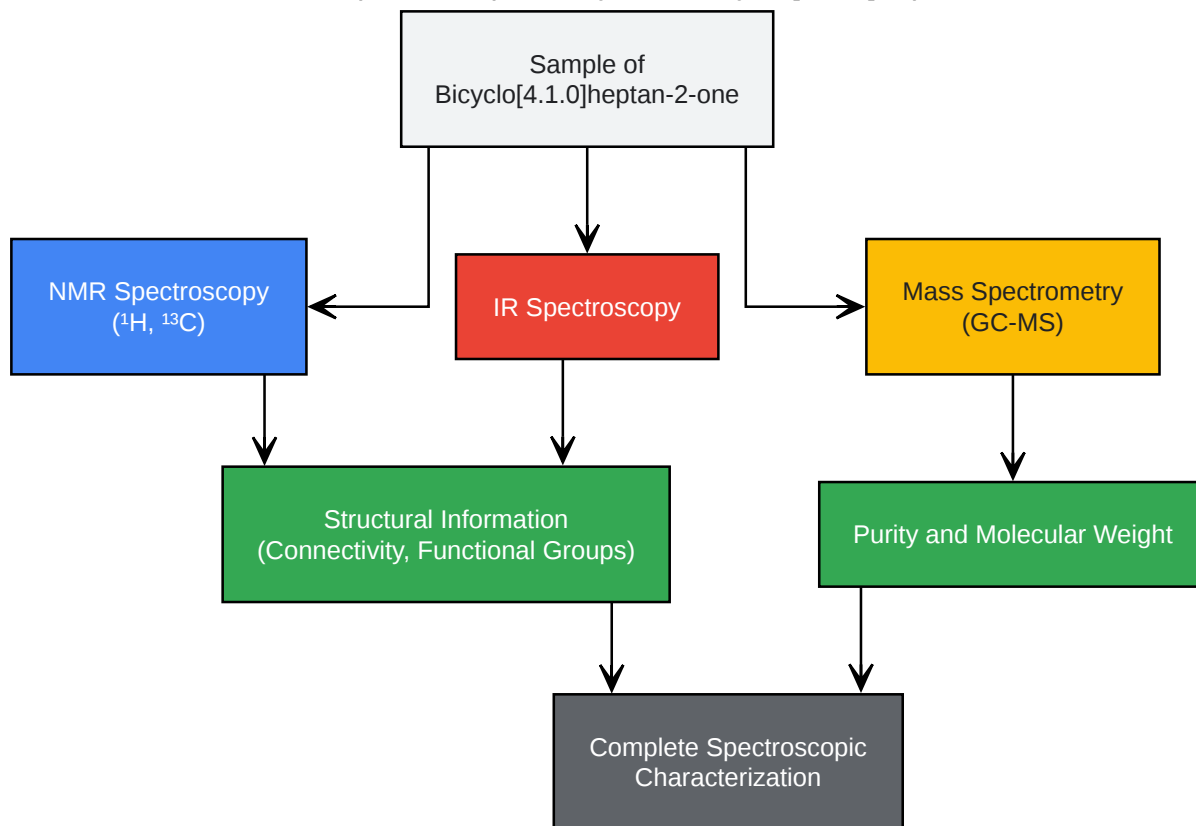 Sample of
Bicyclo[4.1.0]heptan-2-one
NMR Spectroscopy
(¹H, ¹³C)
IR Spectroscopy
Mass Spectrometry
(GC-MS)
Structural Information
(Connectivity, Functional Groups)
Purity and Molecular Weight
Complete Spectroscopic
Characterization